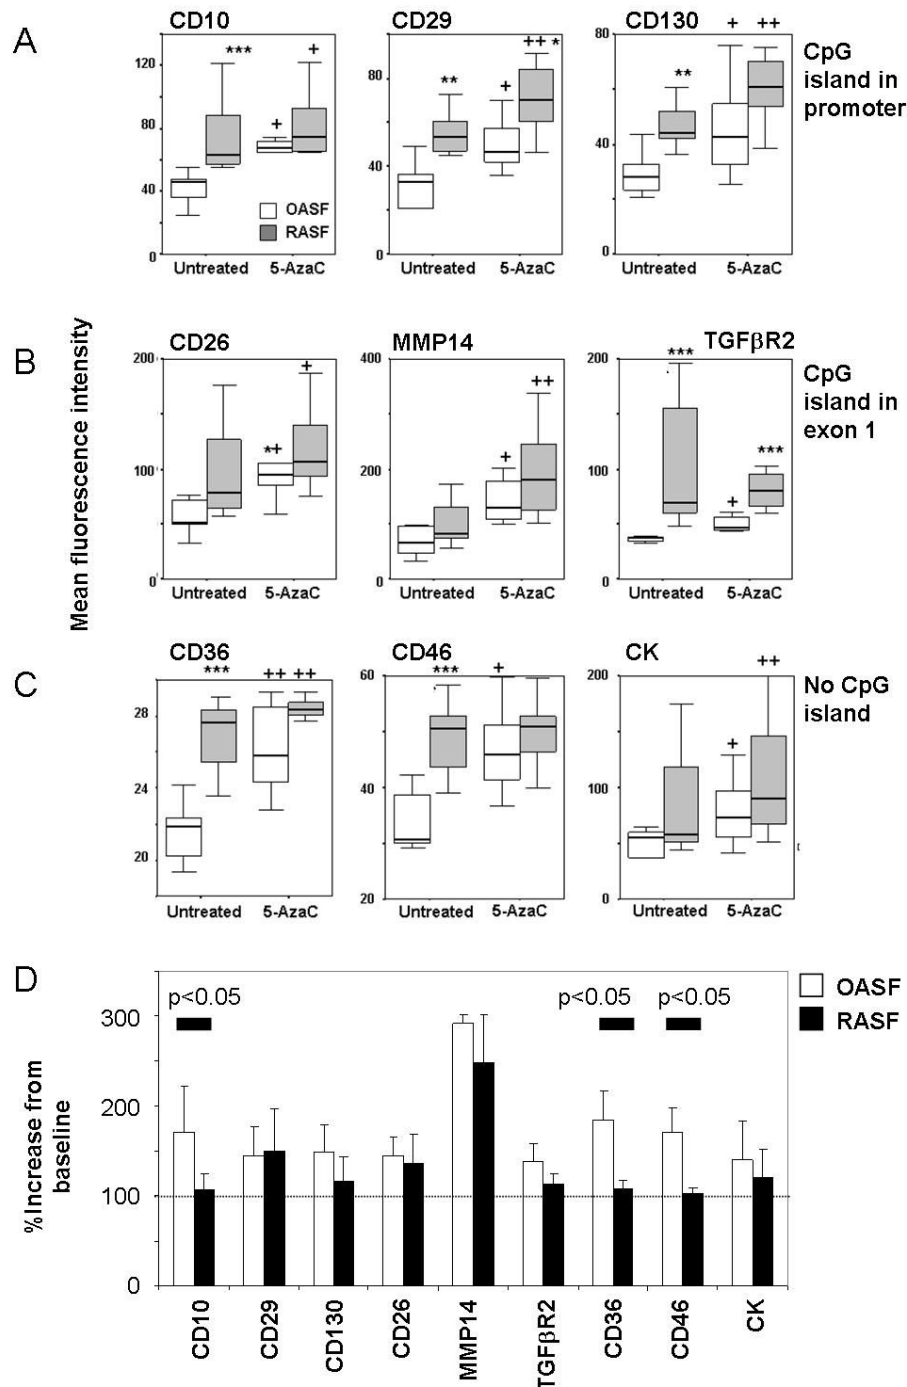 A
CD10
CD29
CD130
CpG
island in
promoter
***
+
**
+
++ *
**
+
++
120
80
40
0
+
OASF
RASF
80
40
0
80
40
0
Untreated 5-AzaC
Untreated 5-AzaC
Untreated 5-AzaC
Mean fluorescence intensity
B
CD26
MMP14
TGFβR2
CpG
island in
exon 1
200
100
0
*+
+
400
200
0
+
++
200
100
0
***
+
***
Untreated 5-AzaC
Untreated 5-AzaC
Untreated 5-AzaC
C
CD36
CD46
CK
No CpG
island
***
++ ++
***
+
++
28
24
20
60
40
20
200
100
0
+
Untreated 5-AzaC
Untreated 5-AzaC
Untreated 5-AzaC
D
p<0.05
p<0.05
p<0.05
OASF
RASF
%Increase from
baseline
300
200
100
0
CD10
CD29
CD130
CD26
MMP14
TGFβR2
CD36
CD46
CK